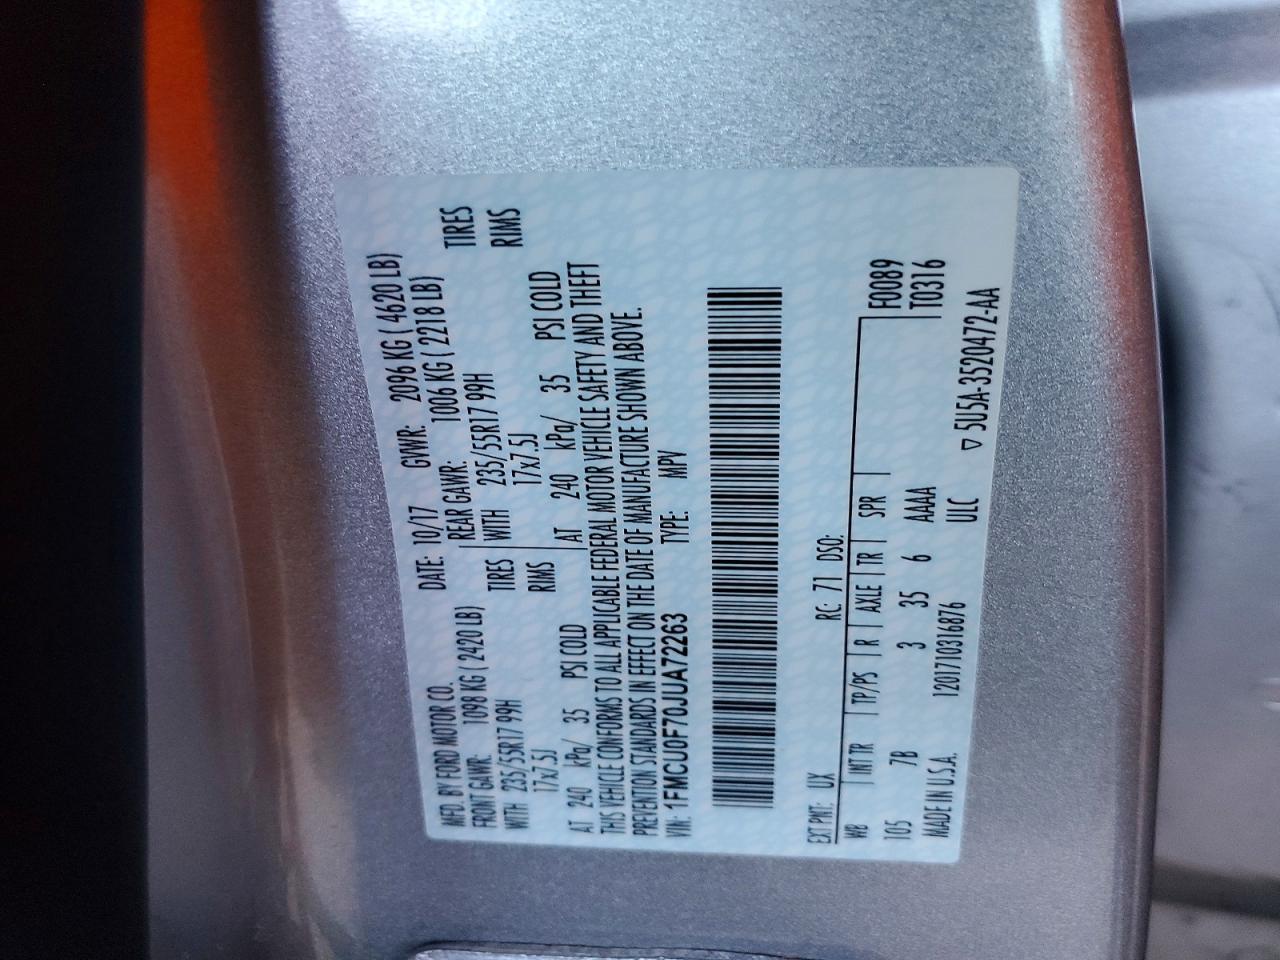 MFD. BY FORD MOTOR CO. DATE: 10/17 GVWR: 2096 KG ( 4620 LB)
FRONT GAWR: 1098 KG ( 2420 LB) REAR GAWR: 1006 KG ( 2218 LB)
WITH 235/55R17 99H TIRES WITH 235/55R17 99H TIRES
17x7.5J RIMS 17x7.5J RIMS
AT 240 kPa/ 35 PSI COLD AT 240 kPa/ 35 PSI COLD
THIS VEHICLE CONFORMS TO ALL APPLICABLE FEDERAL MOTOR VEHICLE SAFETY AND THEFT
PREVENTION STANDARDS IN EFFECT ON THE DATE OF MANUFACTURE SHOWN ABOVE.
VIN: 1FMCU0F70JUA72263 TYPE: MPV
EXT PNT: UX RC: 71 DSO:
WB INT TR TP/PS R AXLE TR SPR F0089
105 7B 3 35 6 AAAA T0316
MADE IN U.S.A. 1201710316876 ULC
▽ 5U5A-3520472-AA